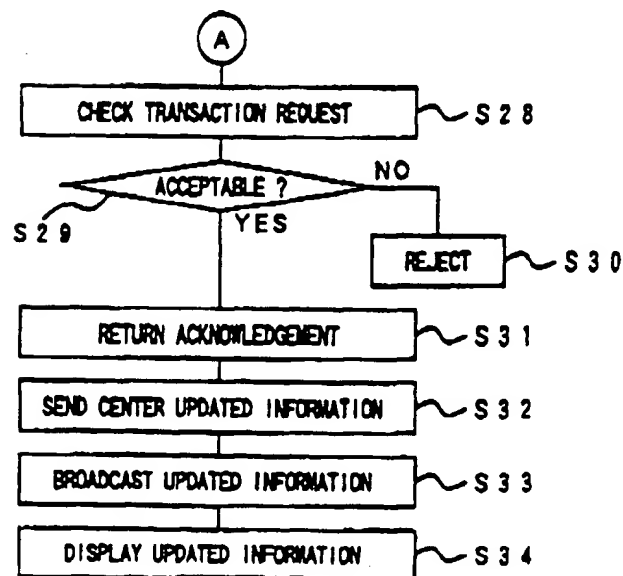 A
CHECK TRANSACTION REQUEST S28
ACCEPTABLE ? NO
S29 YES
REJECT S30
RETURN ACKNOWLEDGEMENT S31
SEND CENTER UPDATED INFORMATION S32
BROADCAST UPDATED INFORMATION S33
DISPLAY UPDATED INFORMATION S34